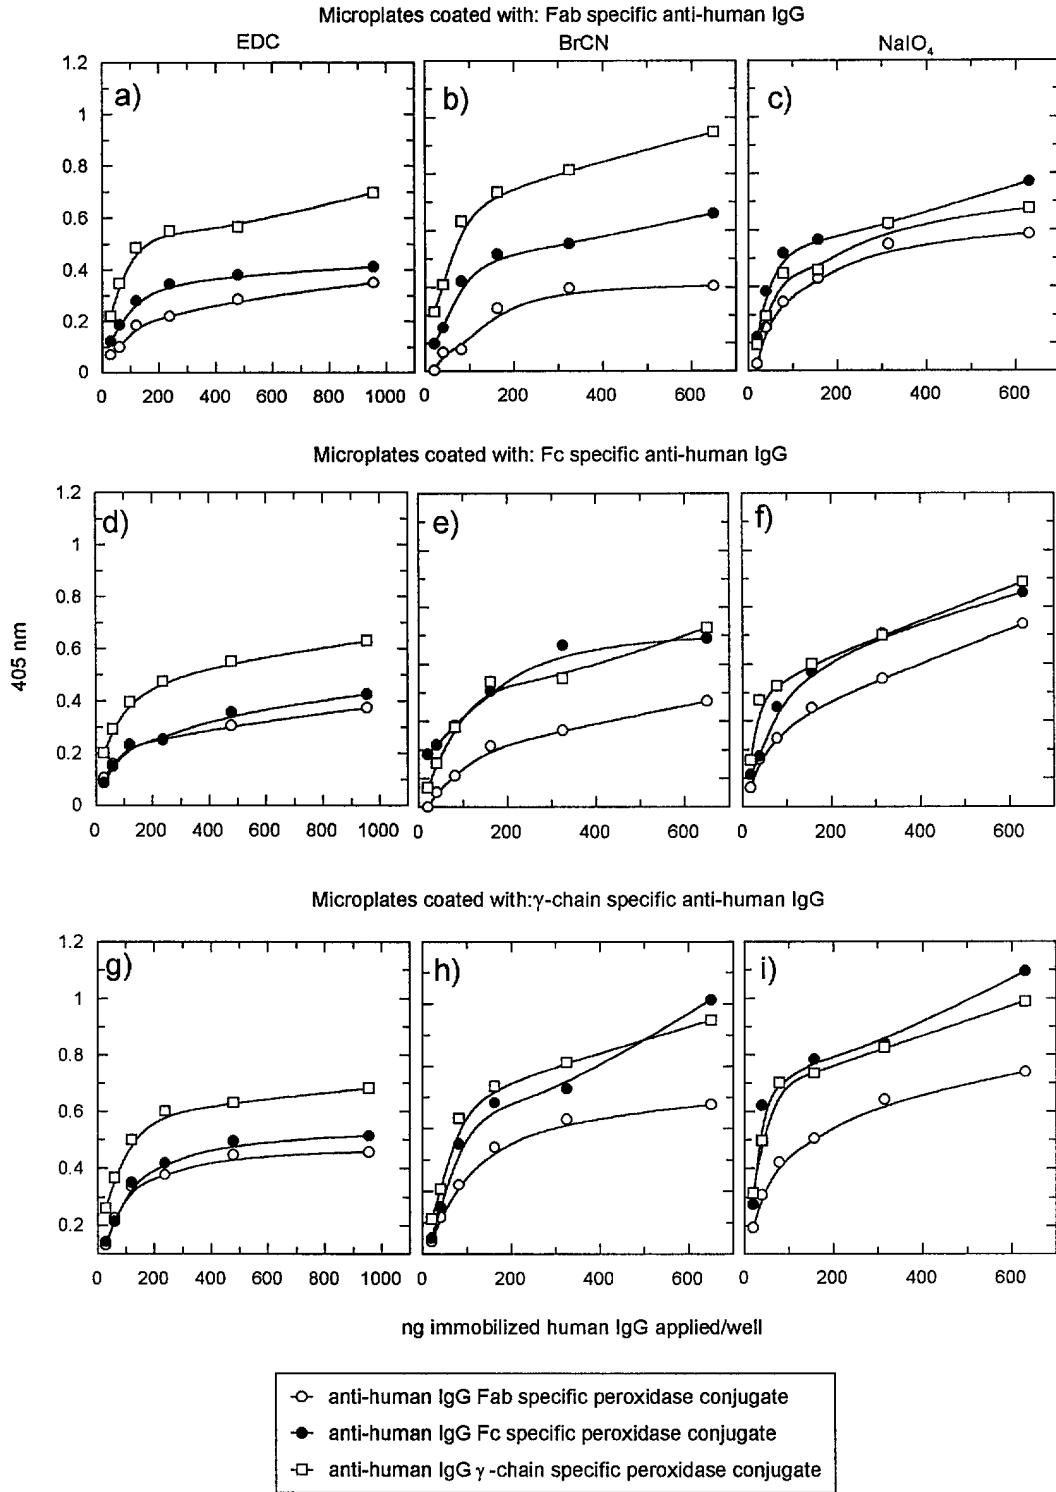 Microplates coated with: Fab specific anti-human IgG
EDC BrCN NaIO4
1.2
1
0.8
0.6
0.4
0.2
0
a) b) c)
0 200 400 600 800 1000 0 200 400 600 0 200 400 600
Microplates coated with: Fc specific anti-human IgG
1.2
1
0.8
0.6
0.4
0.2
0
d) e) f)
405 nm
0 200 400 600 800 1000 0 200 400 600 0 200 400 600
Microplates coated with:γ-chain specific anti-human IgG
1.2
1
0.8
0.6
0.4
0.2
g) h) i)
0 200 400 600 800 1000 0 200 400 600 0 200 400 600
ng immobilized human IgG applied/well
anti-human IgG Fab specific peroxidase conjugate
anti-human IgG Fc specific peroxidase conjugate
anti-human IgG γ-chain specific peroxidase conjugate